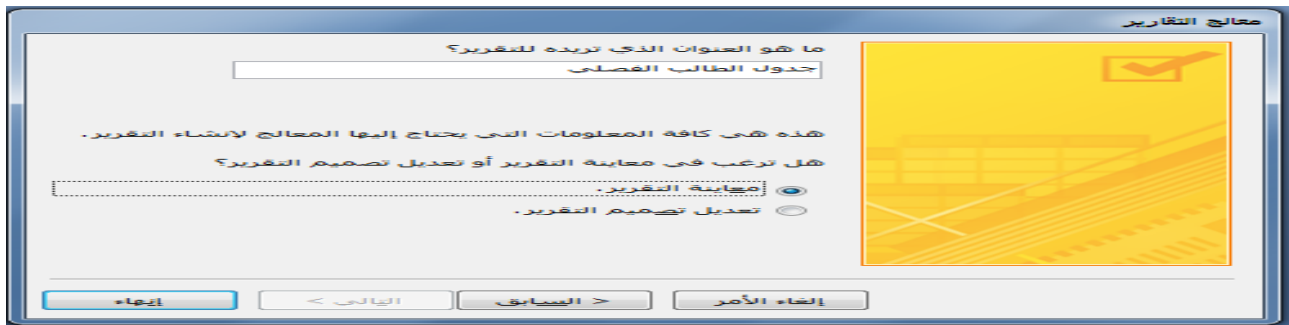 معالج التقارير
ما هو العنوان الذي تريده للتقرير؟
جدول الطالب الفصلي
هذه هي كافة المعلومات التي يحتاج إليها المعالج لإنشاء التقرير.
هل ترغب في معاينة التقرير أو تعديل تصميم التقرير؟
معاينة التقرير.
تعديل تصميم التقرير.
إلغاء الأمر
< السابق
التالي >
إنهاء